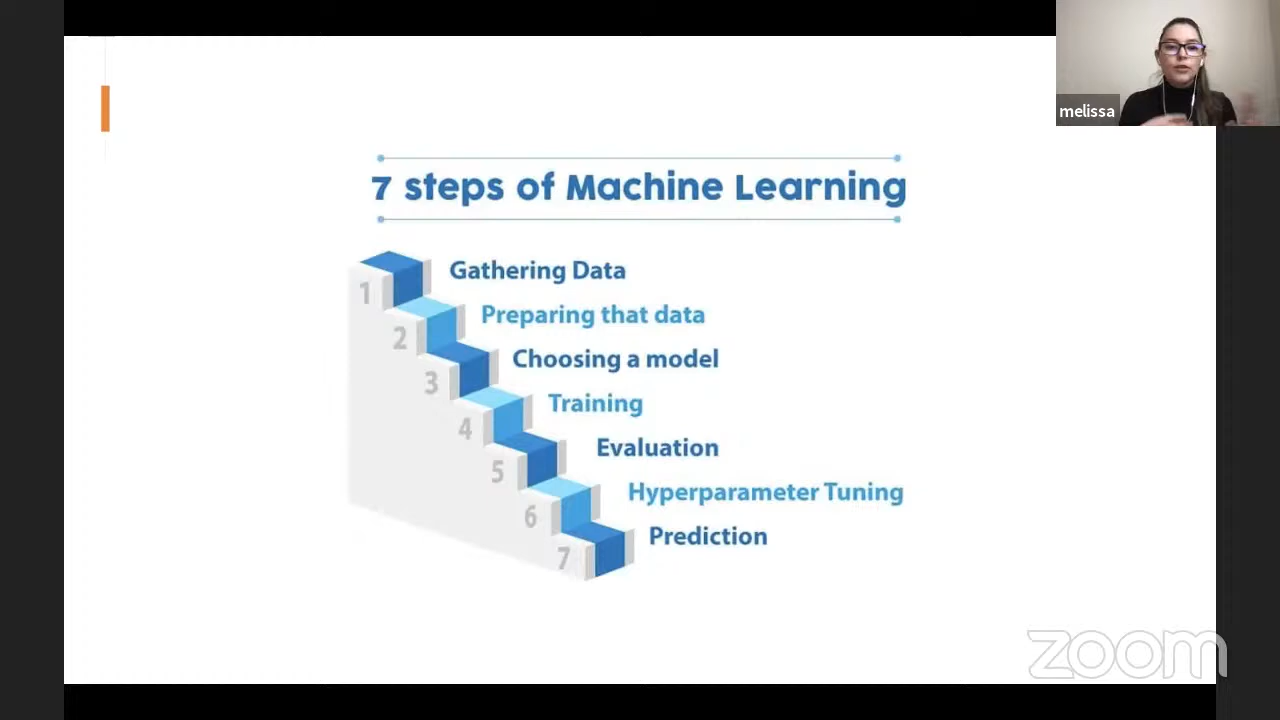 melissa
7 steps of Machine Learning
1 Gathering Data
2 Preparing that data
3 Choosing a model
4 Training
5 Evaluation
6 Hyperparameter Tuning
7 Prediction
zoom